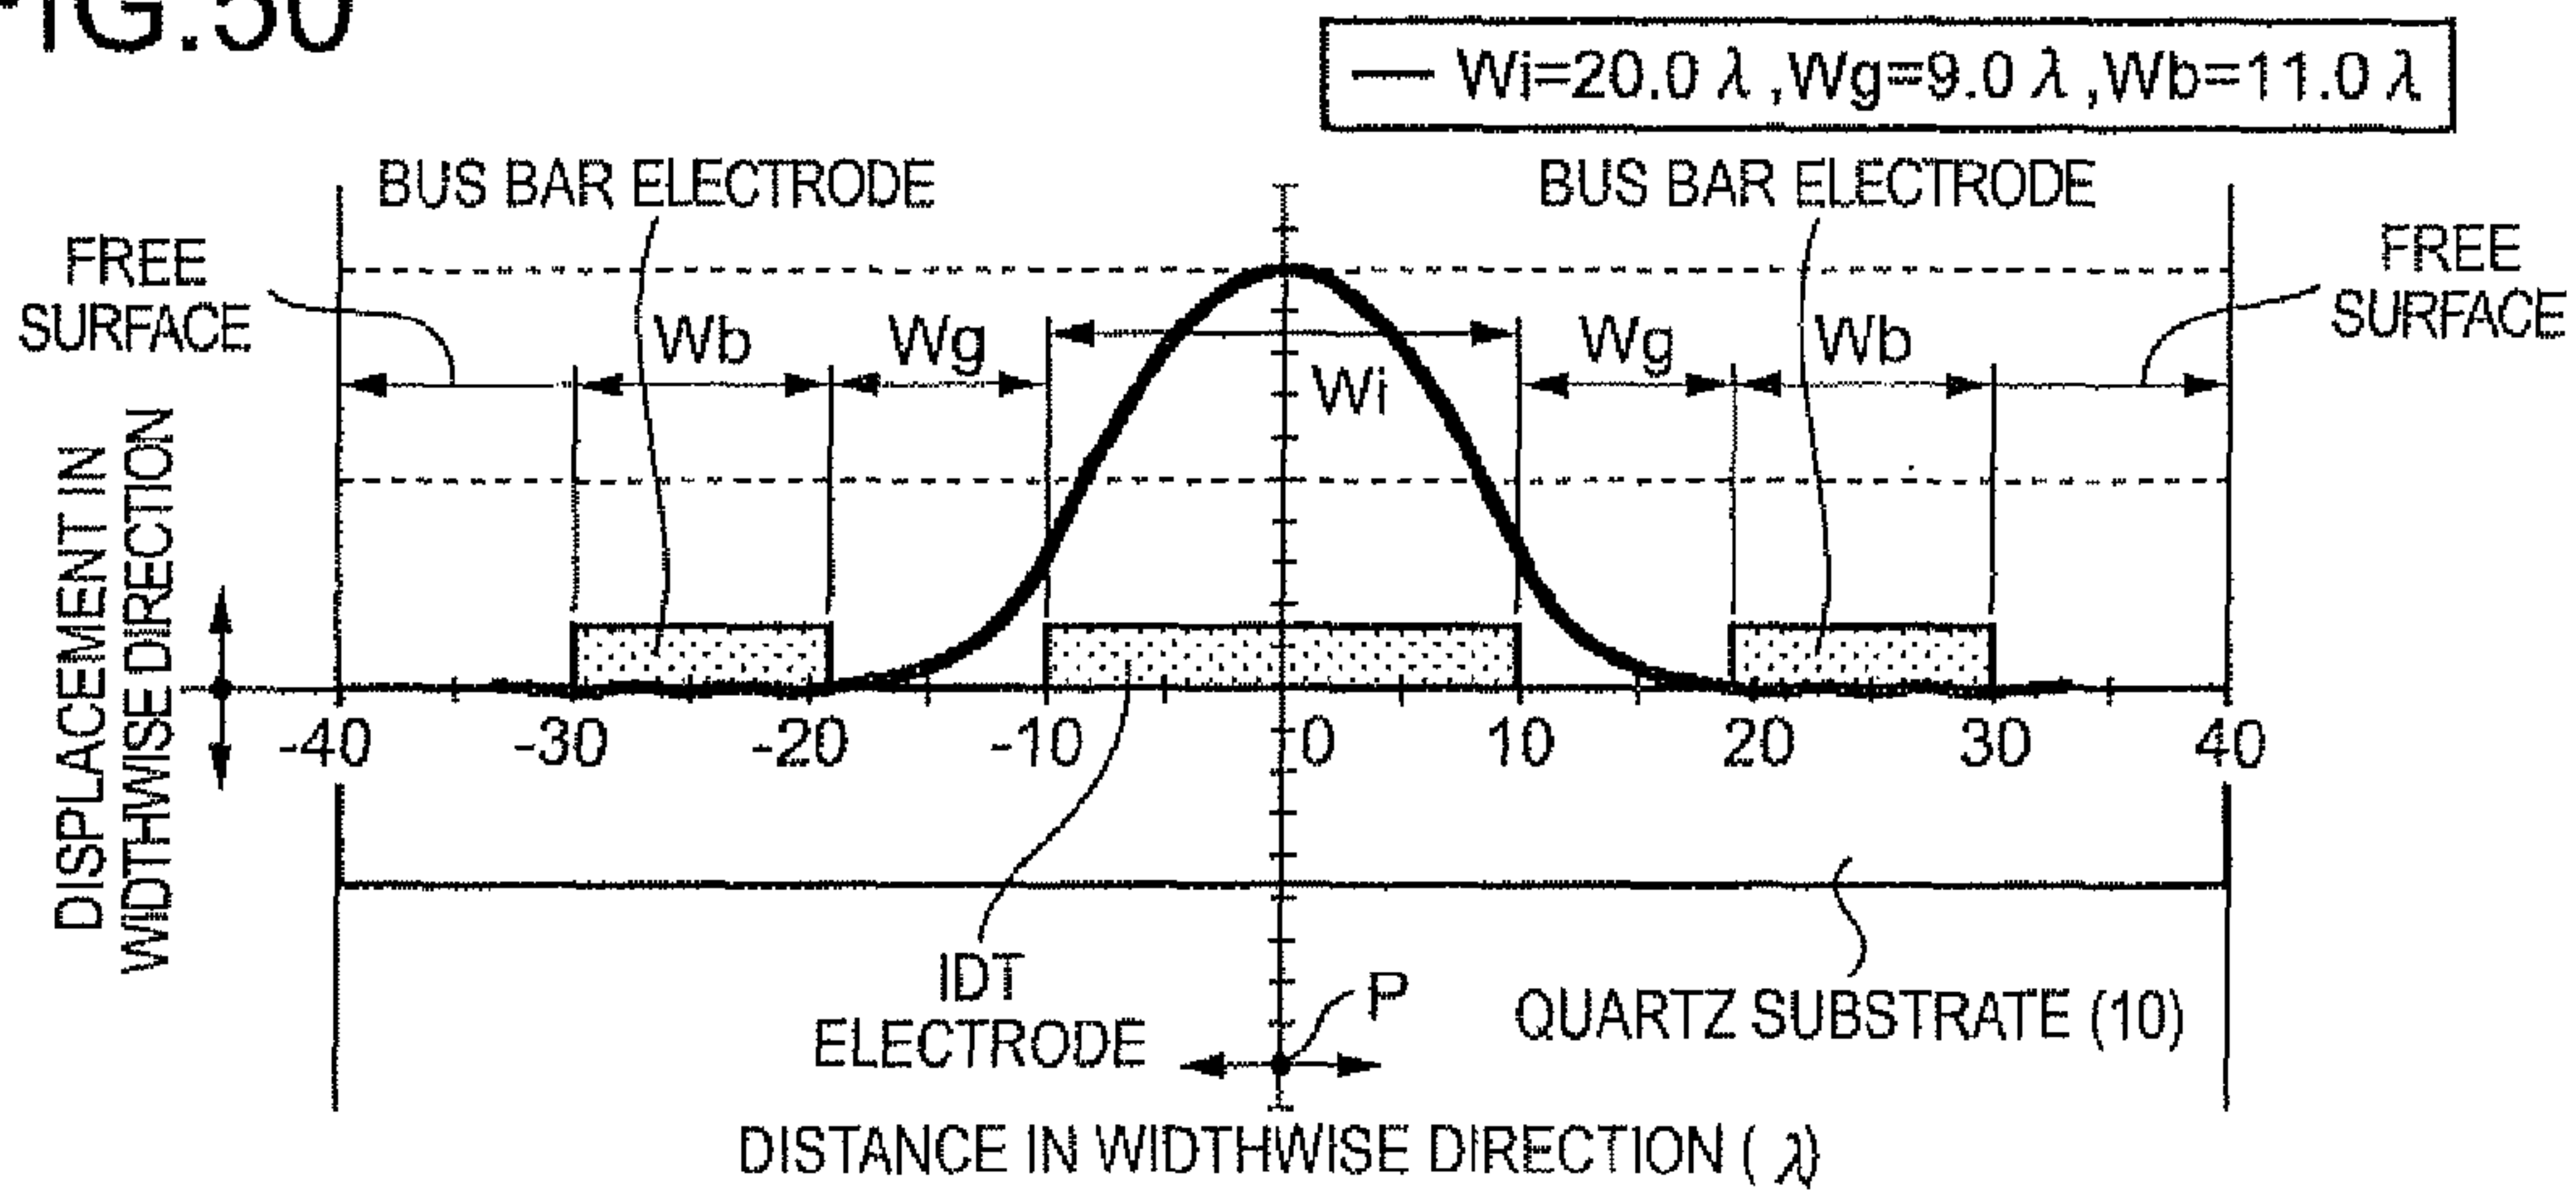 FIG.50
Wi=20.0 λ ,Wg=9.0 λ ,Wb=11.0 λ
BUS BAR ELECTRODE
BUS BAR ELECTRODE
FREE
SURFACE
FREE
SURFACE
Wb
Wg
Wi
Wg
Wb
DISPLACEMENT IN
WIDTHWISE DIRECTION
-40
-30
-20
-10
0
10
20
30
40
IDT
ELECTRODE
P
QUARTZ SUBSTRATE (10)
DISTANCE IN WIDTHWISE DIRECTION ( λ)